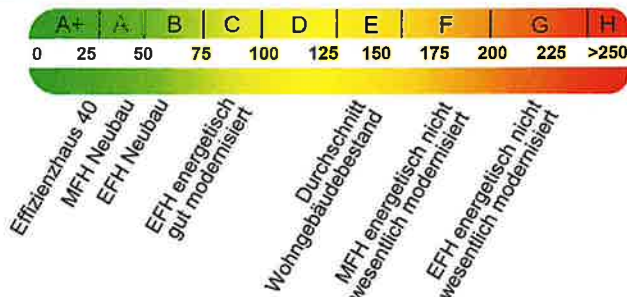 A+ A B C D E F G H
0 25 50 75 100 125 150 175 200 225 >250
Effizienzhaus 40
MFH Neubau
EFH Neubau
EFH energetisch
gut modernisiert
Durchschnitt
Wohngebäudebestand
MFH energetisch nicht
wesentlich modernisiert
EFH energetisch nicht
wesentlich modernisiert